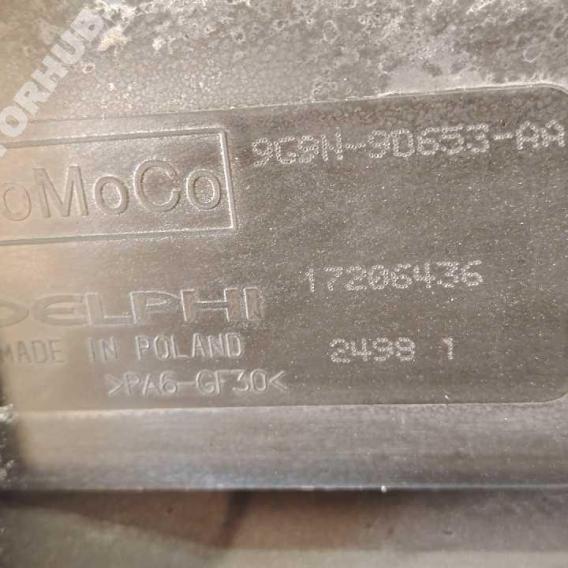 9G9N-9D653-AA
oMoCo
17206436
DELPHI
MADE IN POLAND
2498 1
>PA6-GF30<